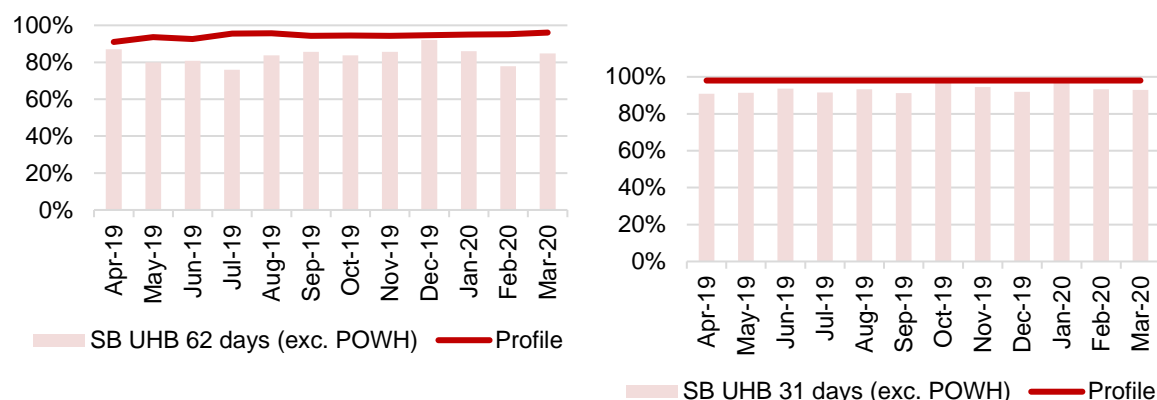 100%
80%
60%
40%
20%
0%
Apr-19
May-19
Jun-19
Jul-19
Aug-19
Sep-19
Oct-19
Nov-19
Dec-19
Jan-20
Feb-20
Mar-20
SB UHB 62 days (exc. POWH) Profile
100%
80%
60%
40%
20%
0%
Apr-19
May-19
Jun-19
Jul-19
Aug-19
Sep-19
Oct-19
Nov-19
Dec-19
Jan-20
Feb-20
Mar-20
SB UHB 31 days (exc. POWH) Profile